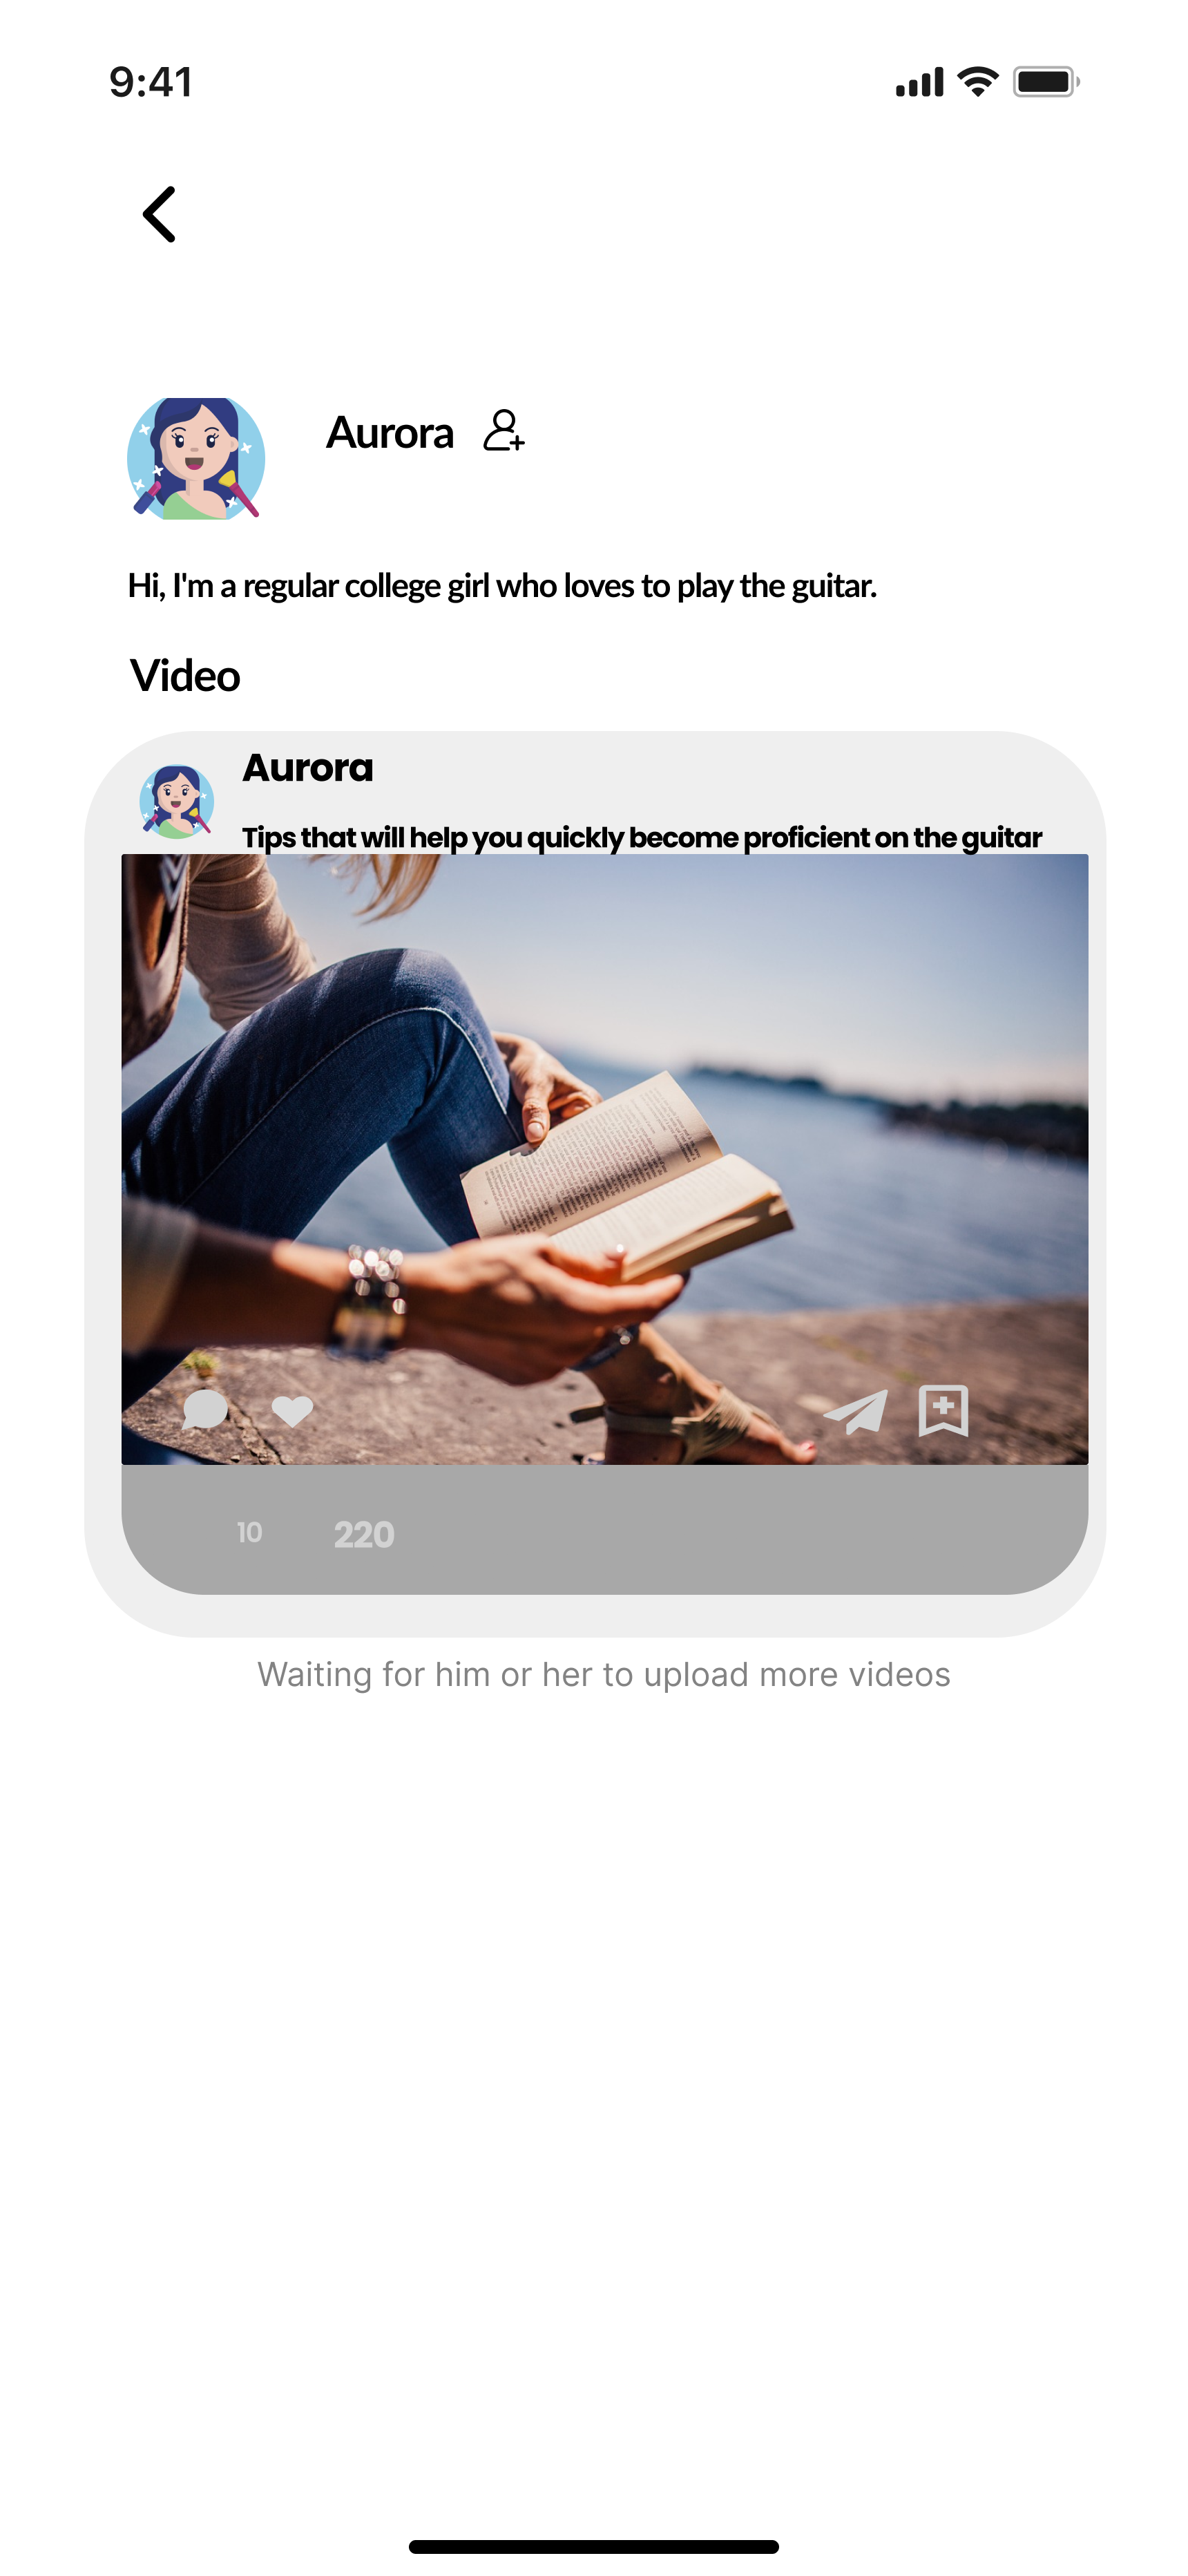 9:41
Aurora
Hi, I'm a regular college girl who loves to play the guitar.
Video
Aurora
Tips that will help you quickly become proficient on the guitar
10 220
Waiting for him or her to upload more videos